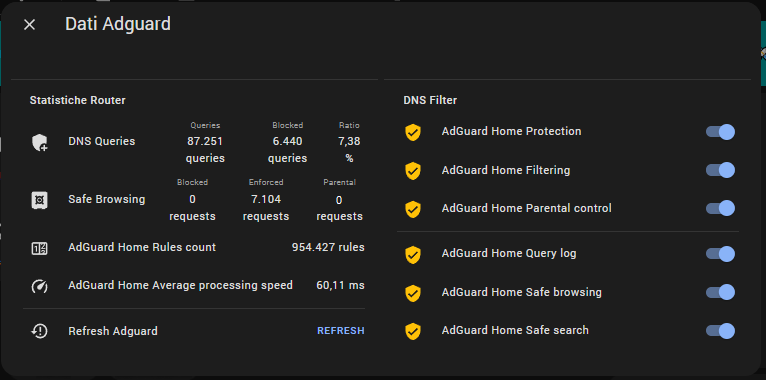 Dati Adguard
Statistiche Router
DNS Queries
Queries
87.251
queries
Blocked
6.440
queries
Ratio
7,38
%
Safe Browsing
Blocked
0
requests
Enforced
7.104
requests
Parental
0
requests
AdGuard Home Rules count 954.427 rules
AdGuard Home Average processing speed 60,11 ms
Refresh Adguard REFRESH
DNS Filter
AdGuard Home Protection
AdGuard Home Filtering
AdGuard Home Parental control
AdGuard Home Query log
AdGuard Home Safe browsing
AdGuard Home Safe search